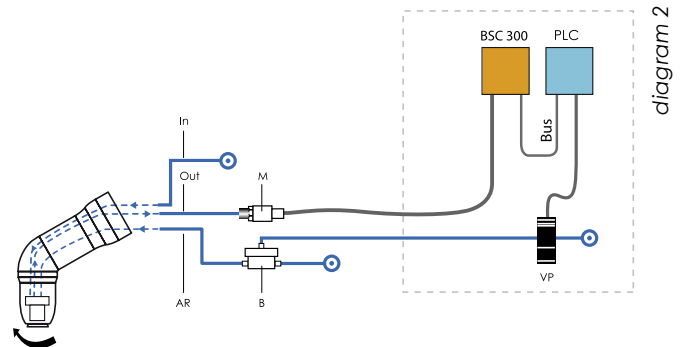 diagram 2
BSC 300
PLC
Bus
In
Out
M
VP
AR
B